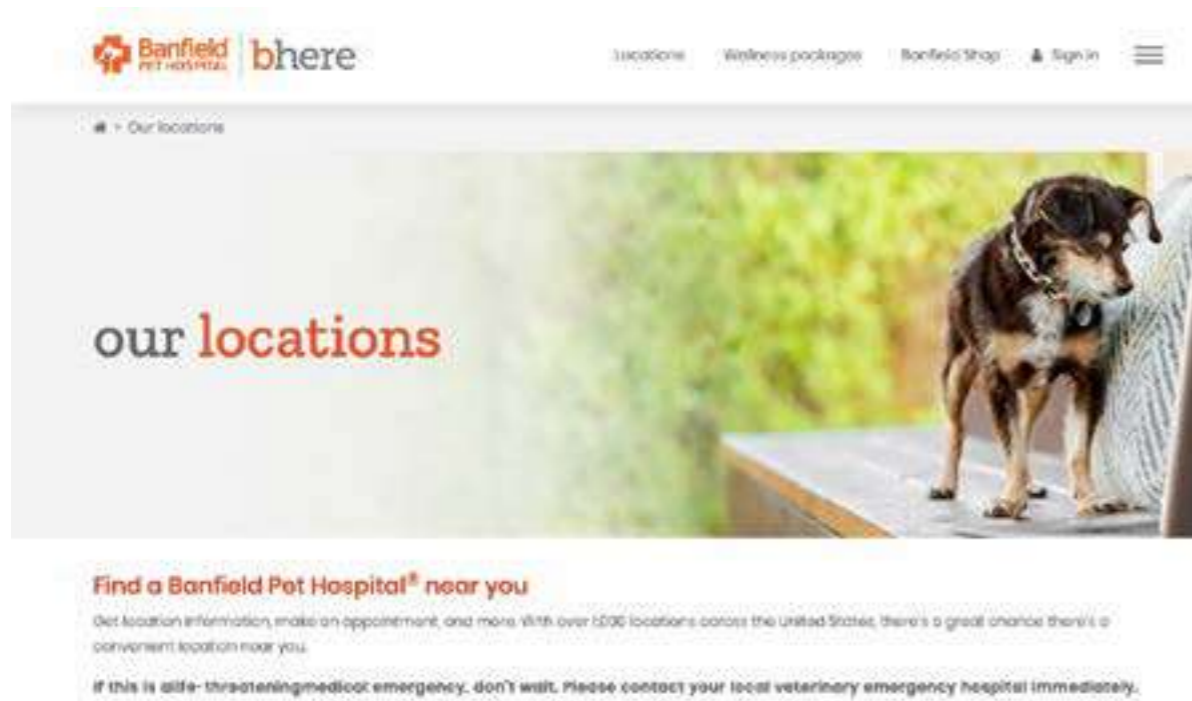 Banfield
PET HOSPITAL
bhere
Locations
Wellness packages
Banfield Shop
Sign in
> Our locations
our locations
Find a Banfield Pet Hospital® near you
Get location information, make an appointment, and more. With over 1,000 locations across the United States, there's a great chance there's a
convenient location near you.
If this is alife-threateningmedical emergency, don't wait. Please contact your local veterinary emergency hospital immediately.